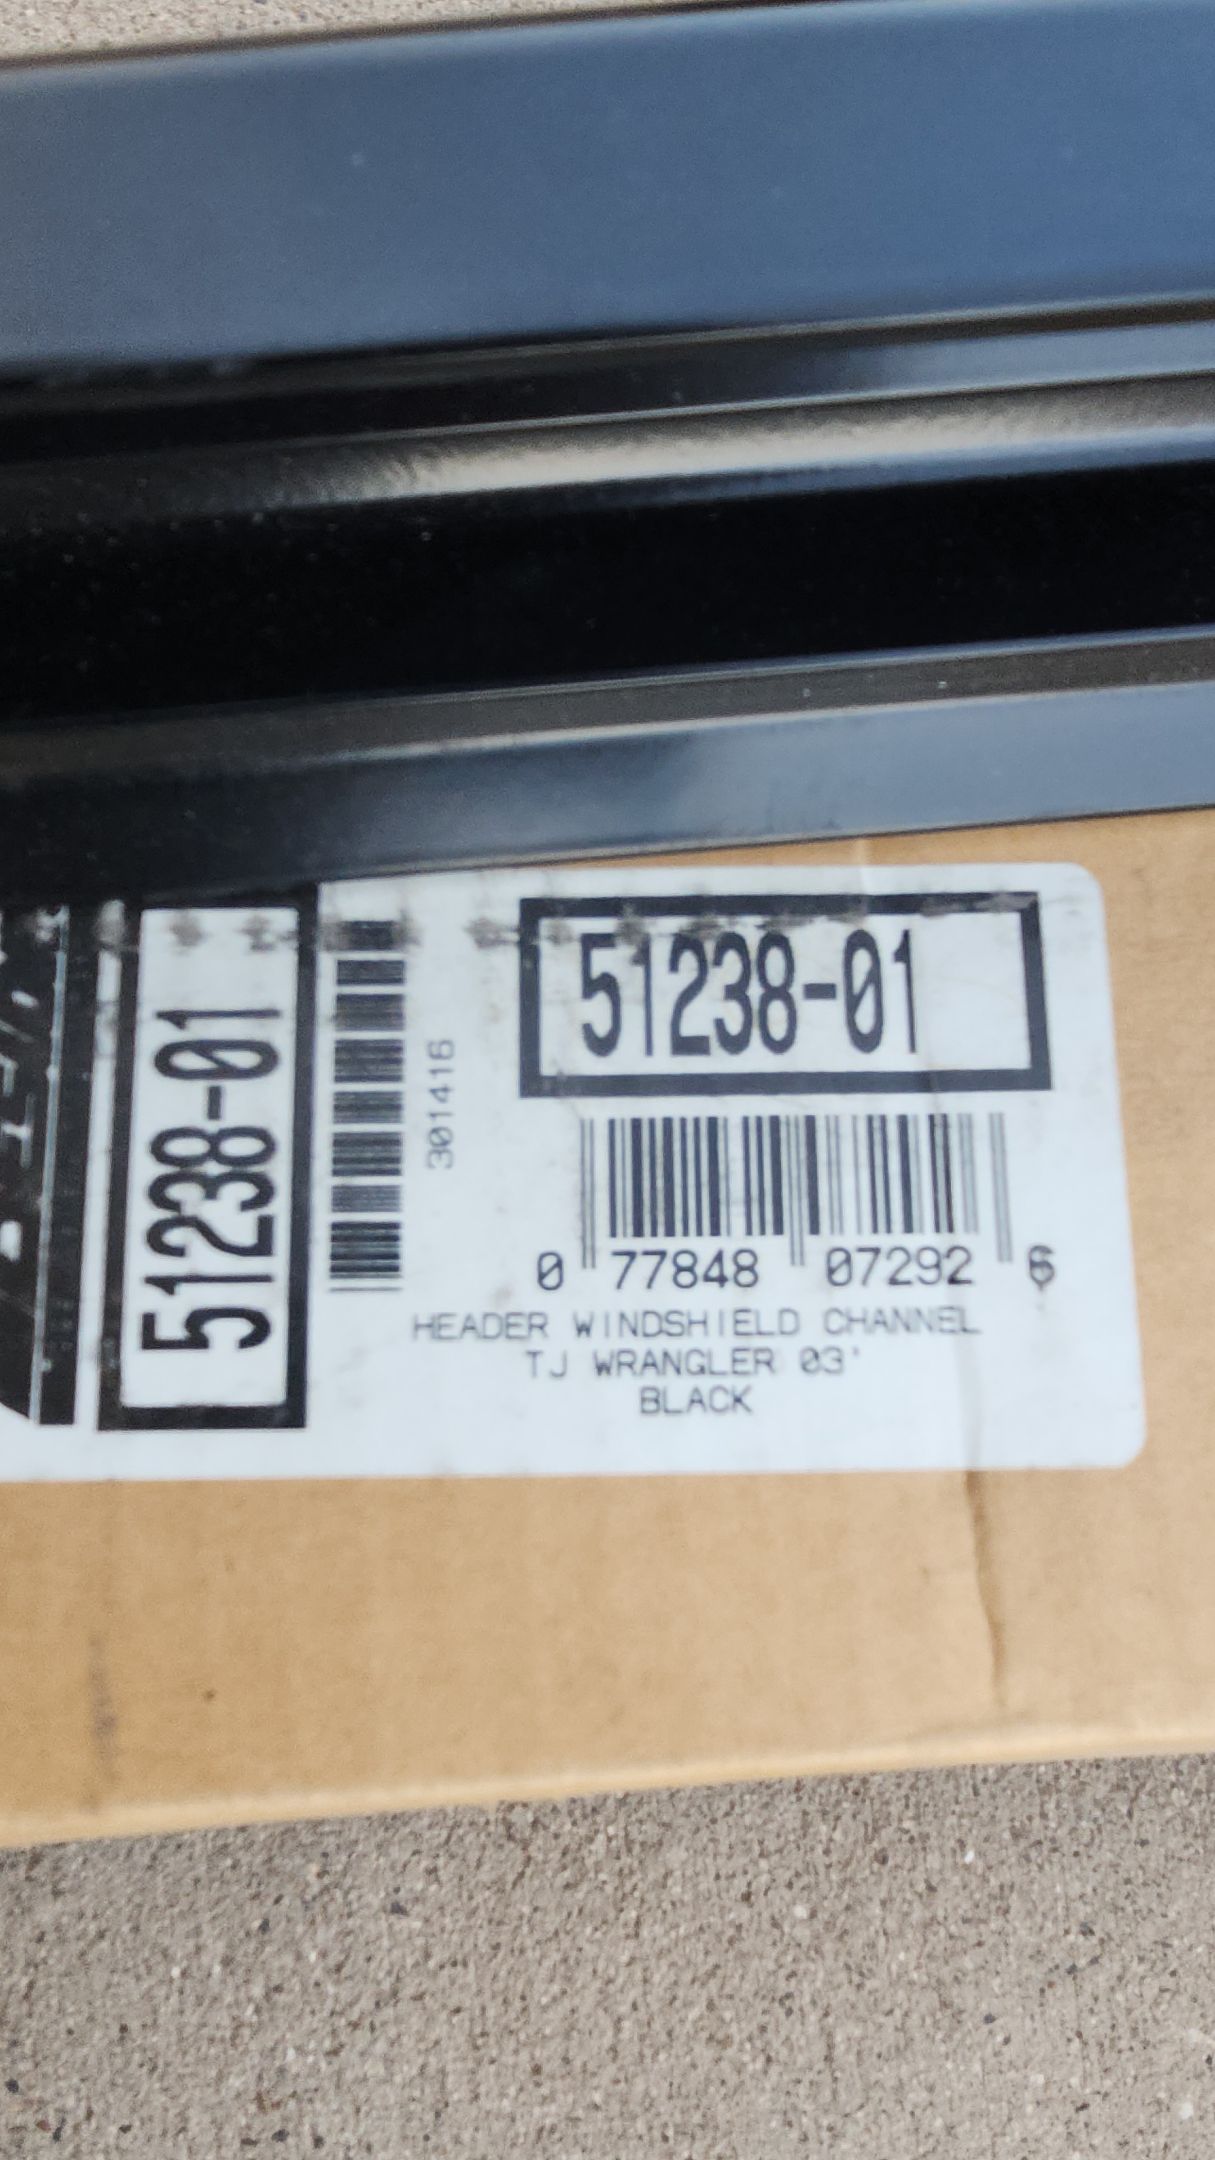 51238-01
301416
51238-01
0 77848 07292 6
HEADER WINDSHIELD CHANNEL
TJ WRANGLER 03'
BLACK